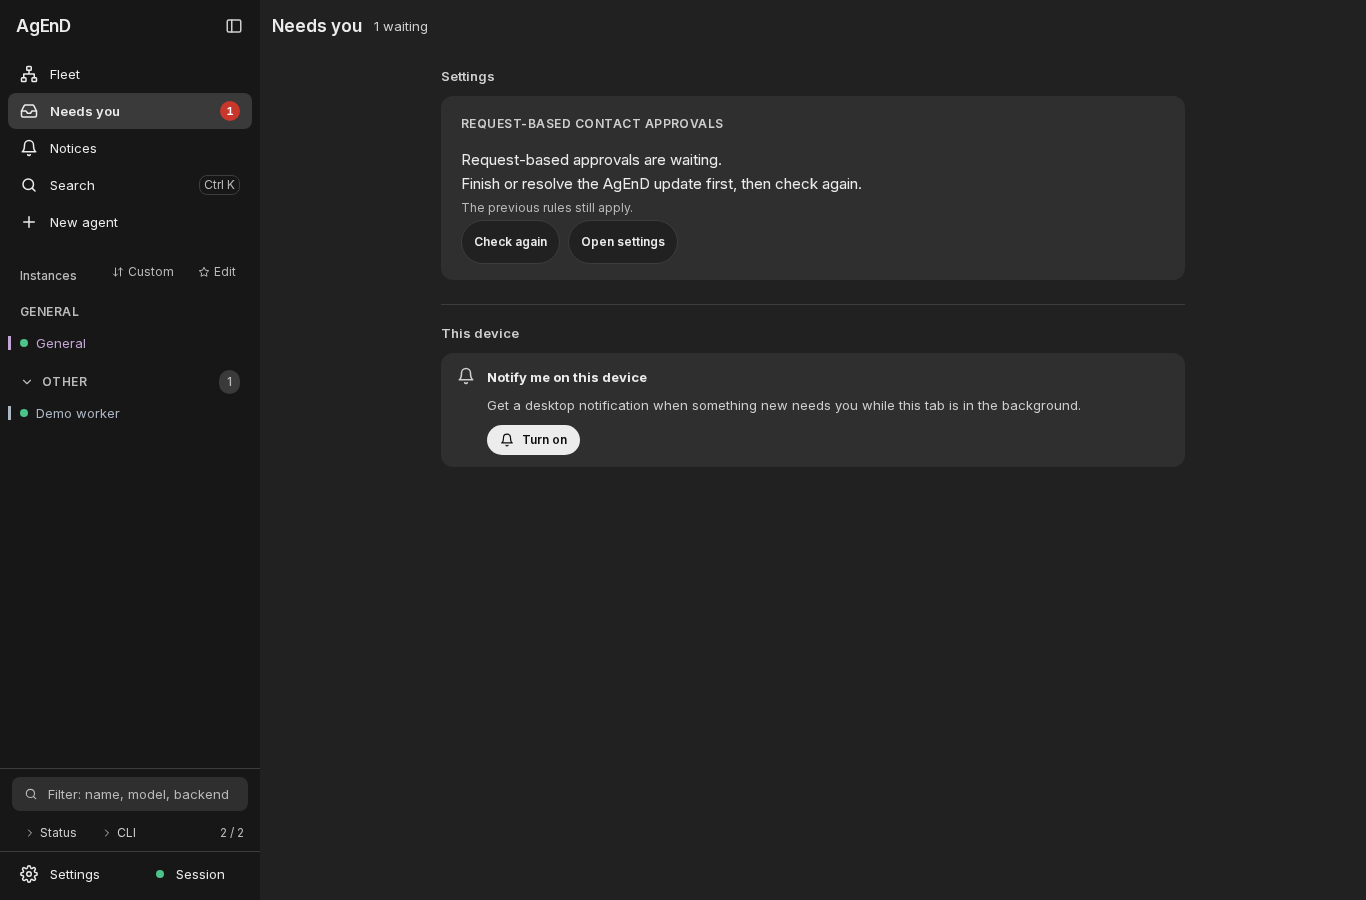 AgEnD
Fleet
Needs you 1
Notices
Search Ctrl K
New agent
Instances Custom Edit
GENERAL
General
OTHER 1
Demo worker
Filter: name, model, backend
Status CLI 2 / 2
Settings Session
Needs you 1 waiting
Settings
REQUEST-BASED CONTACT APPROVALS
Request-based approvals are waiting.
Finish or resolve the AgEnD update first, then check again.
The previous rules still apply.
Check again Open settings
This device
Notify me on this device
Get a desktop notification when something new needs you while this tab is in the background.
Turn on